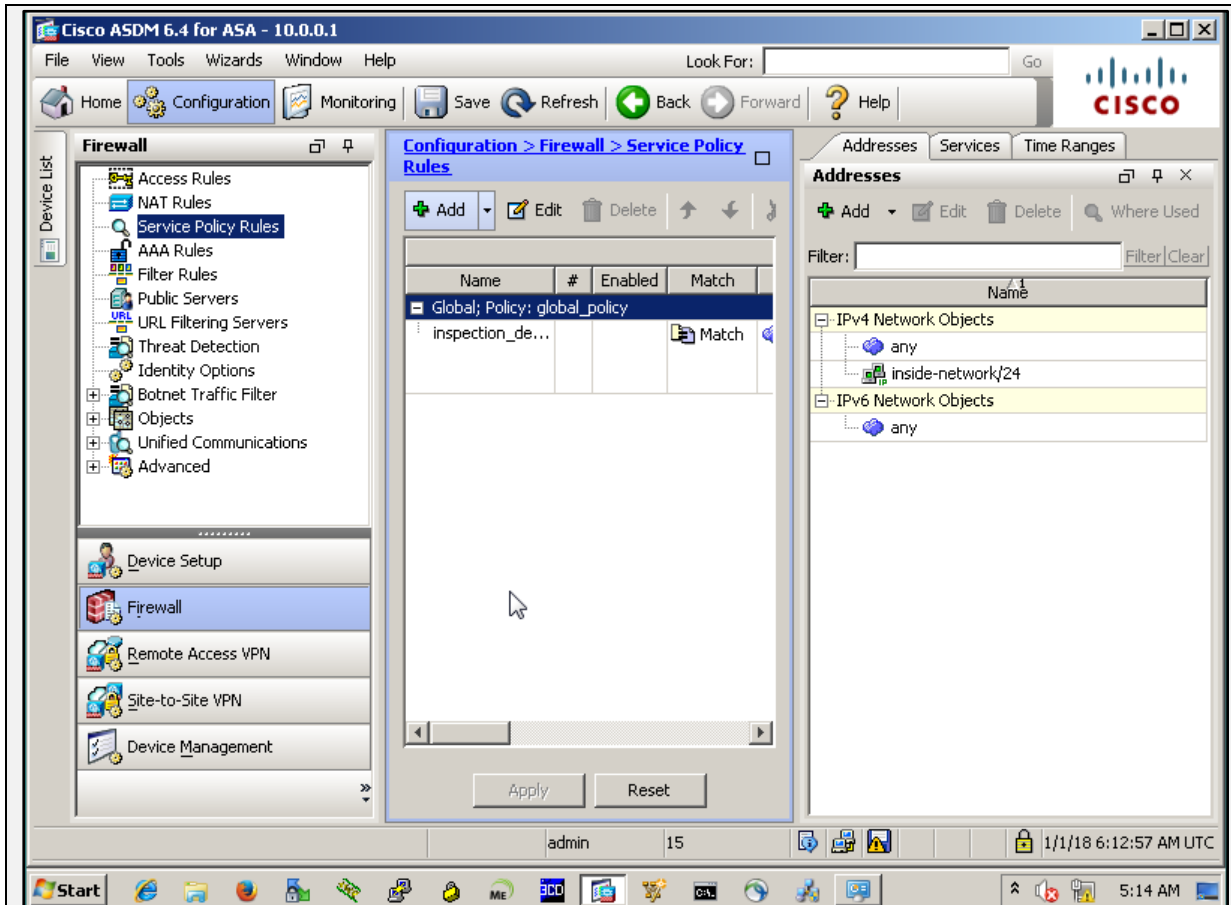 Cisco ASDM 6.4 for ASA - 10.0.0.1
File View Tools Wizards Window Help Look For: Go
Home Configuration Monitoring Save Refresh Back Forward Help
CISCO
Device List
Firewall
Access Rules
NAT Rules
Service Policy Rules
AAA Rules
Filter Rules
Public Servers
URL URL Filtering Servers
Threat Detection
Identity Options
Botnet Traffic Filter
Objects
Unified Communications
Advanced
Device Setup
Firewall
Remote Access VPN
Site-to-Site VPN
Device Management
»
Configuration > Firewall > Service Policy
Rules
Add Edit Delete
Name # Enabled Match
Global; Policy: global_policy
inspection_de... Match
Apply Reset
Addresses Services Time Ranges
Addresses
Add Edit Delete Where Used
Filter: Filter Clear
Name 1
IPv4 Network Objects
any
inside-network/24
IPv6 Network Objects
any
admin 15 1/1/18 6:12:57 AM UTC
Start ME BCD C:\. 5:14 AM